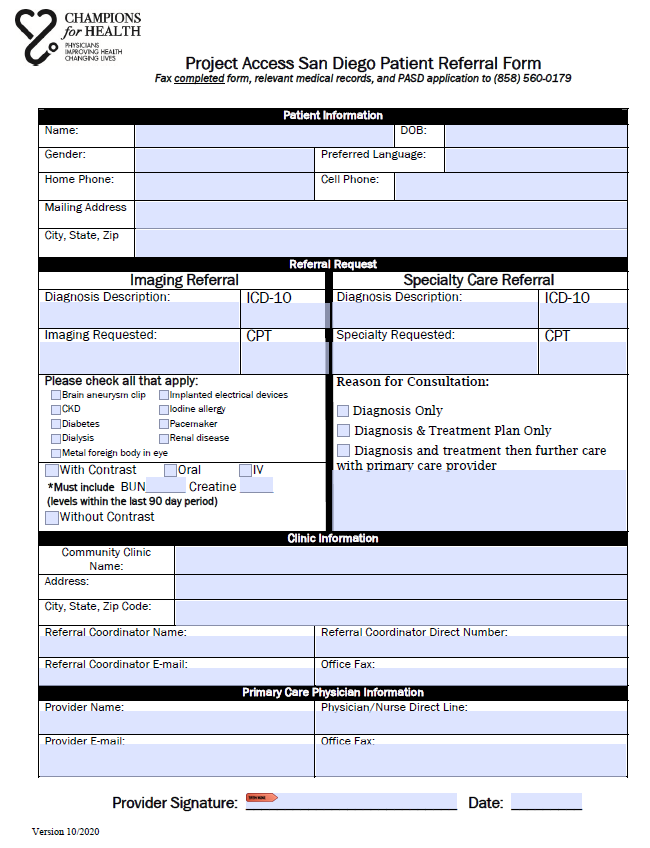 CHAMPIONS
for HEALTH
PHYSICIANS
IMPROVING HEALTH
CHANGING LIVES
Project Access San Diego Patient Referral Form
Fax completed form, relevant medical records, and PASD application to (858) 560-0179
Patient Information
Name: DOB:
Gender: Preferred Language:
Home Phone: Cell Phone:
Mailing Address
City, State, Zip
Referral Request
Imaging Referral Specialty Care Referral
Diagnosis Description: ICD-10 Diagnosis Description: ICD-10
Imaging Requested: CPT Specialty Requested: CPT
Please check all that apply:
Brain aneurysm clip Implanted electrical devices
CKD Iodine allergy
Diabetes Pacemaker
Dialysis Renal disease
Metal foreign body in eye
With Contrast Oral IV
*Must include BUN Creatine
(levels within the last 90 day period)
Without Contrast
Reason for Consultation:
Diagnosis Only
Diagnosis & Treatment Plan Only
Diagnosis and treatment then further care
with primary care provider
Clinic Information
Community Clinic
Name:
Address:
City, State, Zip Code:
Referral Coordinator Name: Referral Coordinator Direct Number:
Referral Coordinator E-mail: Office Fax:
Primary Care Physician Information
Provider Name: Physician/Nurse Direct Line:
Provider E-mail: Office Fax:
Provider Signature: Date:
Version 10/2020